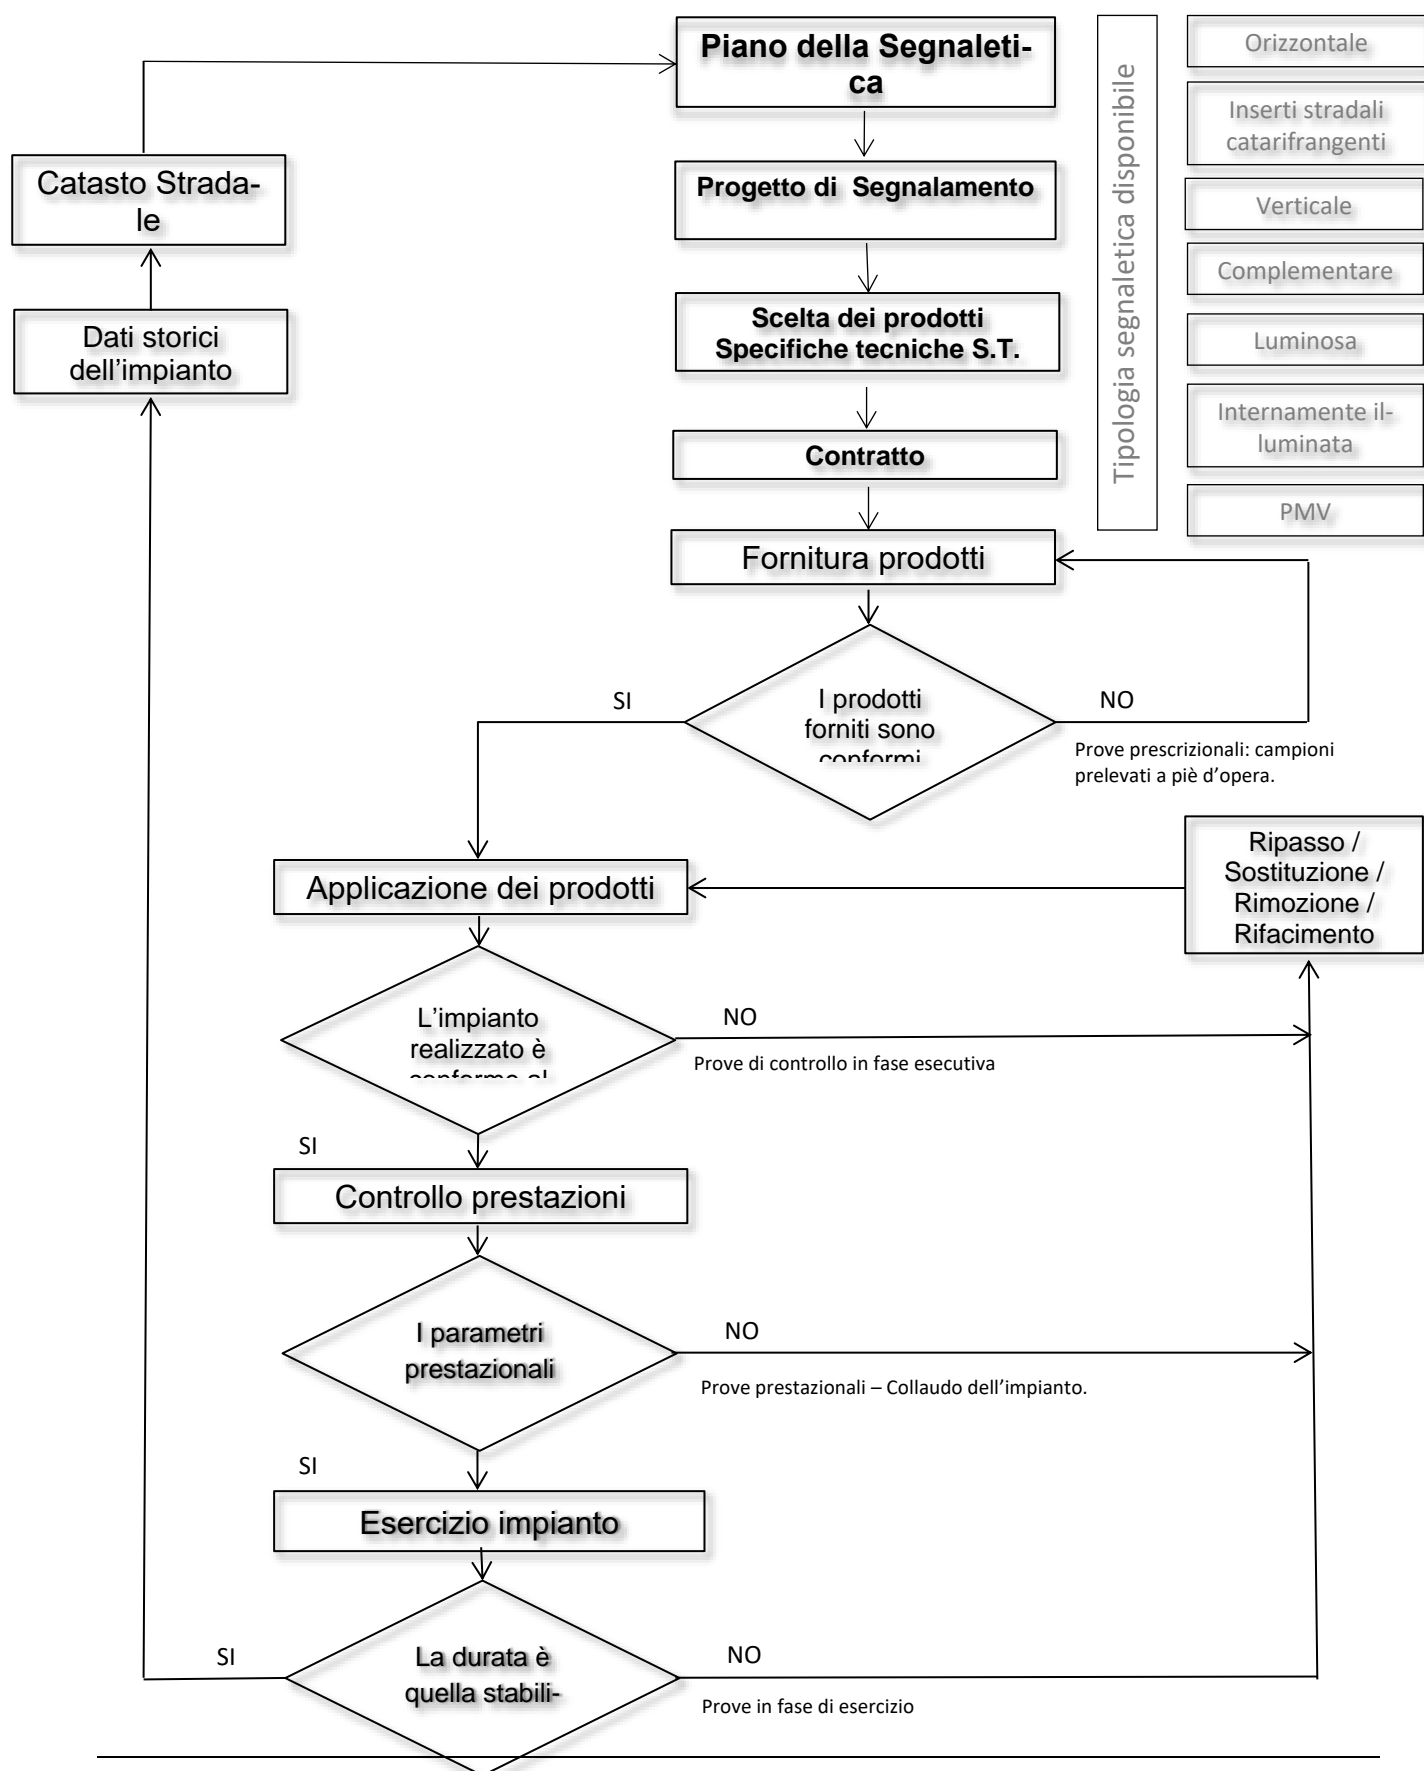 Piano della Segnaleti-
ca
Catasto Strada-
le
Dati storici
dell’impianto
Progetto di Segnalamento
Scelta dei prodotti
Specifiche tecniche S.T.
Contratto
Fornitura prodotti
Tipologia segnaletica disponibile
Orizzontale
Inserti stradali
catarifrangenti
Verticale
Complementare
Luminosa
Internamente il-
luminata
PMV
SI
I prodotti
forniti sono
conformi
NO
Prove prescrizionali: campioni
prelevati a piè d’opera.
Ripasso /
Sostituzione /
Rimozione /
Rifacimento
Applicazione dei prodotti
L’impianto
realizzato è
conforme al
NO
Prove di controllo in fase esecutiva
SI
Controllo prestazioni
I parametri
prestazionali
NO
Prove prestazionali – Collaudo dell’impianto.
SI
Esercizio impianto
SI
La durata è
quella stabili-
NO
Prove in fase di esercizio